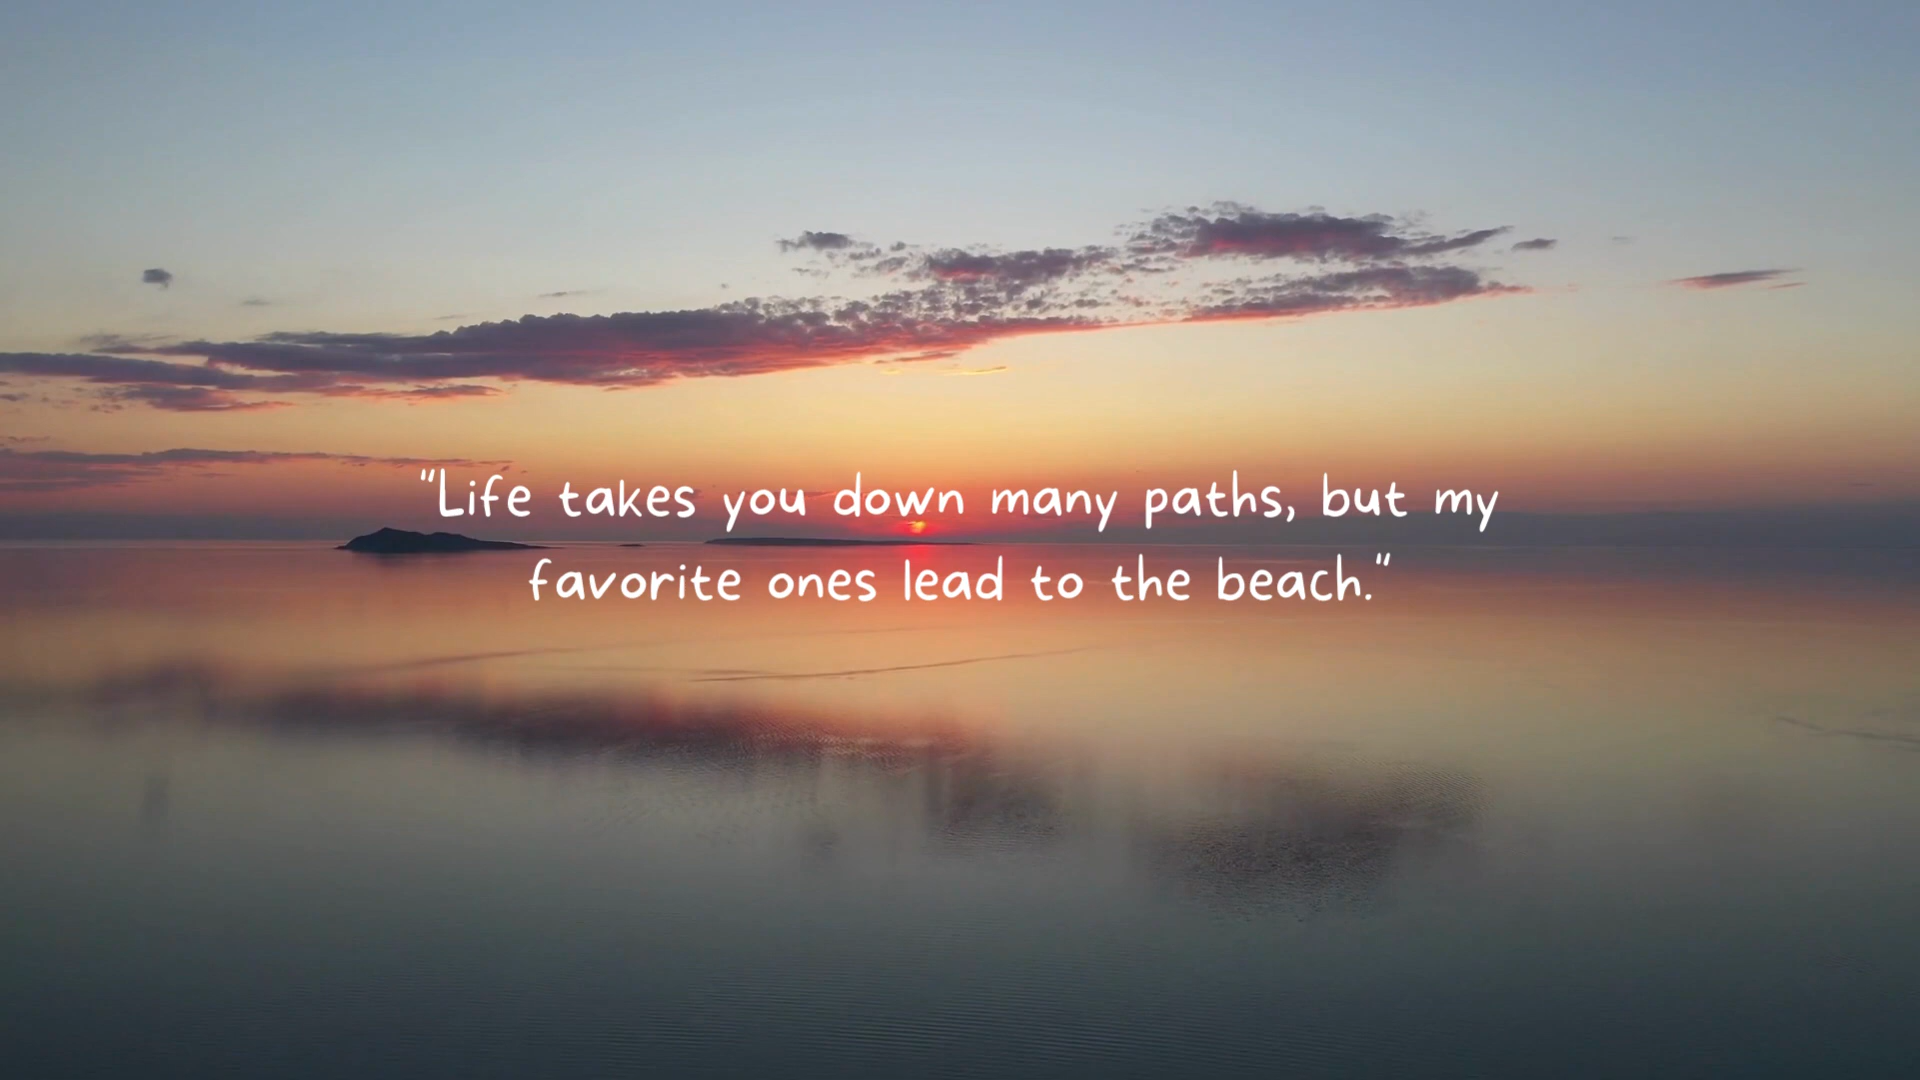 "Life takes you down many paths, but my
favorite ones lead to the beach."